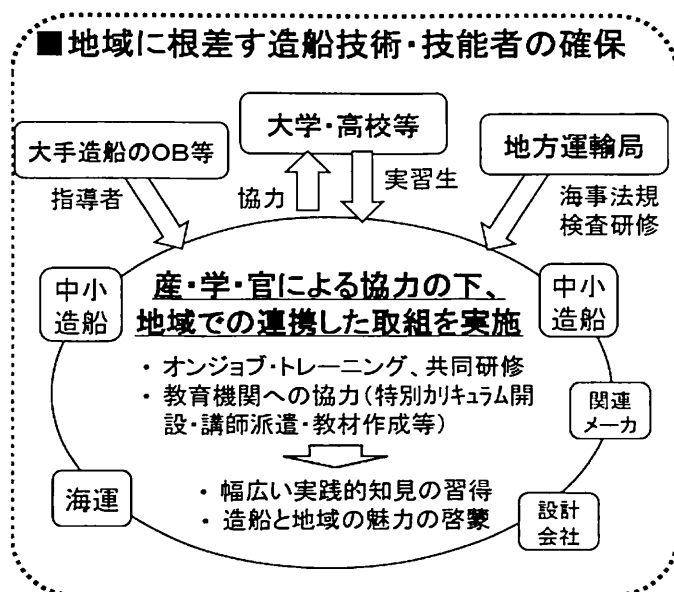 ■地域に根差す造船技術・技能者の確保
大学・高校等
大手造船のOB等
地方運輸局
指導者
協力
実習生
海事法規
検査研修
中小
造船
産・学・官による協力の下、
地域での連携した取組を実施
中小
造船
・ オンジョブ・トレーニング、共同研修
・ 教育機関への協力(特別カリキュラム開
設・講師派遣・教材作成等)
関連
メーカ
海運
・ 幅広い実践的知見の習得
・ 造船と地域の魅力の啓蒙
設計
会社